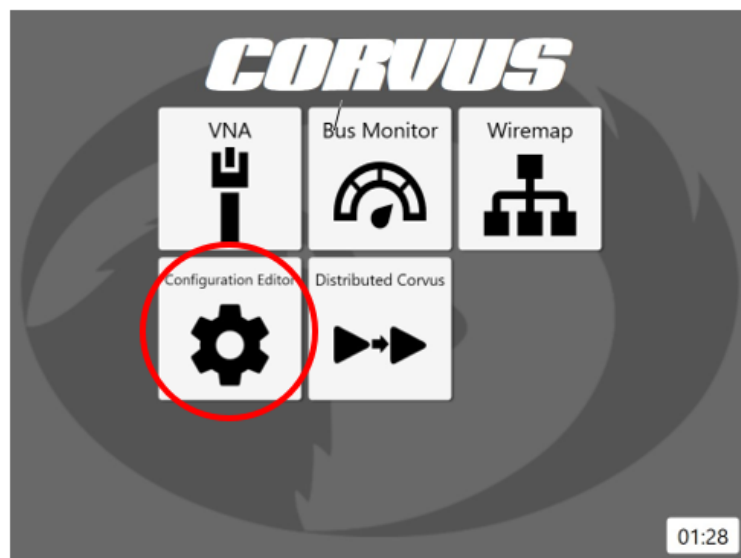 CORVUS
VNA
Bus Monitor
Wiremap
Configuration Editor
Distributed Corvus
01:28